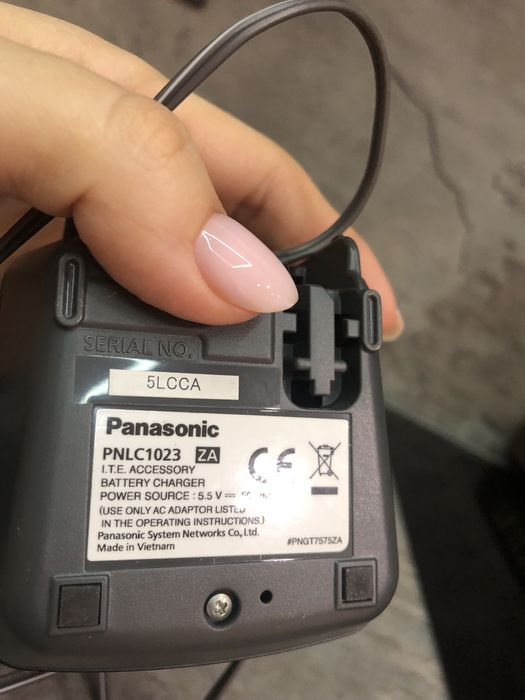 SERIAL NO.
5LCCA
Panasonic
PNLC1023 ZA
CE
I.T.E. ACCESSORY
BATTERY CHARGER
POWER SOURCE : 5.5 V
(USE ONLY AC ADAPTOR LISTED
IN THE OPERATING INSTRUCTIONS.)
Panasonic System Networks Co., Ltd.
Made in Vietnam
#PNGT7575ZA